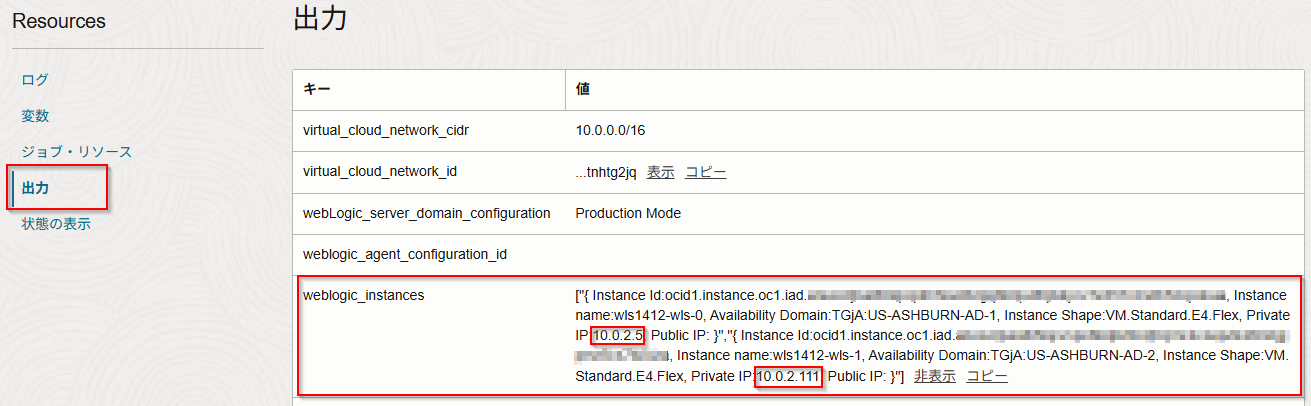 Resources
ログ
変数
ジョブ・リソース
出力
状態の表示
出力
キー 値
virtual_cloud_network_cidr 10.0.0.0/16
virtual_cloud_network_id ...tnhtg2jq 表示 コピー
webLogic_server_domain_configuration Production Mode
weblogic_agent_configuration_id
weblogic_instances ["{ Instance Id:ocid1.instance.oc1.iad. , Instance
name:wls1412-wls-0, Availability Domain:TGjA:US-ASHBURN-AD-1, Instance Shape:VM.Standard.E4.Flex, Private
IP:10.0.2.5, Public IP: }","{ Instance Id:ocid1.instance.oc1.iad.
, Instance name:wls1412-wls-1, Availability Domain:TGjA:US-ASHBURN-AD-2, Instance Shape:VM.
Standard.E4.Flex, Private IP:10.0.2.111, Public IP: }"] 非表示 コピー